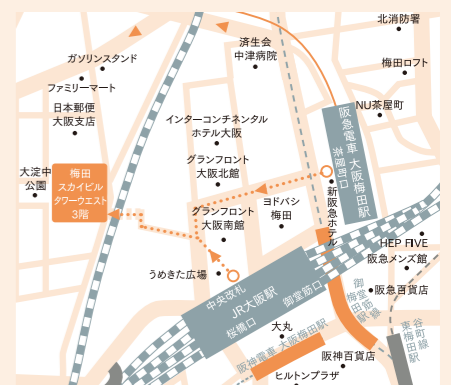 北消防署
済生会
中津病院
ガソリンスタンド
梅田ロフト
ファミリーマート
日本郵便
大阪支店
NU茶屋町
インターコンチネンタル
ホテル大阪
阪急電車 大阪梅田駅
茶屋町口
グランフロント
大阪北館
大淀中
公園
梅田
スカイビル
タワーウエスト
3階
新阪急ホテル
ヨドバシ
梅田
グランフロント
大阪南館
HEP FIVE
阪急メンズ館
うめきた広場
中央改札
JR大阪駅
御堂筋口
桜橋口
御堂筋線
梅田駅
阪急百貨店
大丸
谷町線
東梅田駅
阪神電車 大阪梅田駅
阪神百貨店
ヒルトンプラザ